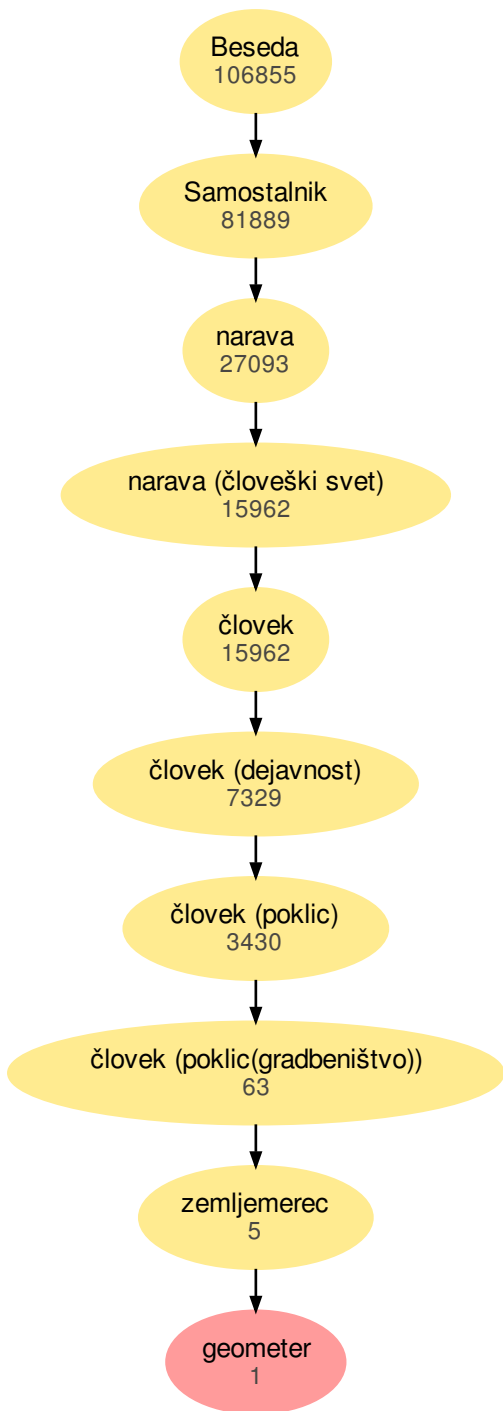 Beseda
106855
Samostalnik
81889
narava
27093
narava (človeški svet)
15962
človek
15962
človek (dejavnost)
7329
človek (poklic)
3430
človek (poklic(gradbeništvo))
63
zemljemerec
5
geometer
1